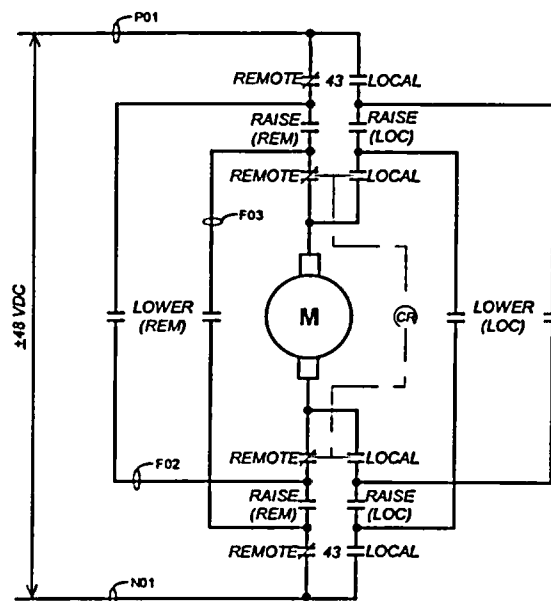 P01
REMOTE 43 LOCAL
RAISE (REM)
RAISE (LOC)
REMOTE LOCAL
F03
±48 VDC
LOWER (REM)
M
CR
LOWER (LOC)
REMOTE LOCAL
F02
RAISE (REM)
RAISE (LOC)
REMOTE 43 LOCAL
N01